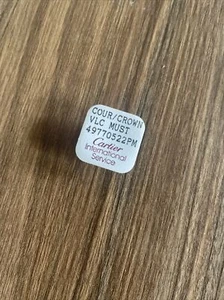 COUR/CROWN
VLC MUST
49770522PM
Cartier
International
Service